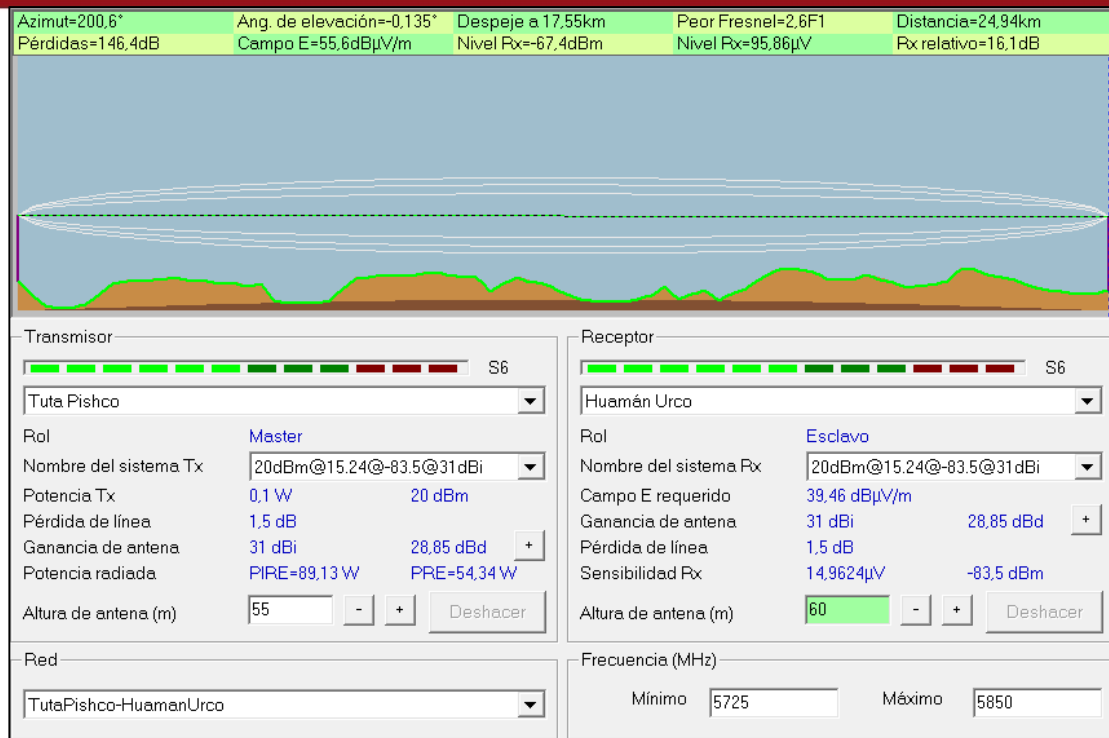 Azimut=200,6° Ang. de elevación=-0,135° Despeje a 17,55km Peor Fresnel=2,6F1 Distancia=24,94km
Pérdidas=146,4dB Campo E=55,6dBµV/m Nivel Rx=-67,4dBm Nivel Rx=95,86µV Rx relativo=16,1dB
Transmisor
S6
Tuta Pishco
Rol Master
Nombre del sistema Tx 20dBm@15.24@-83.5@31dBi
Potencia Tx 0,1 W 20 dBm
Pérdida de línea 1,5 dB
Ganancia de antena 31 dBi 28,85 dBd +
Potencia radiada PIRE=89,13 W PRE=54,34 W
Altura de antena (m) 55 - + Deshacer
Receptor
S6
Huamán Urco
Rol Esclavo
Nombre del sistema Rx 20dBm@15.24@-83.5@31dBi
Campo E requerido 39,46 dBµV/m
Ganancia de antena 31 dBi 28,85 dBd +
Pérdida de línea 1,5 dB
Sensibilidad Rx 14,9624µV -83,5 dBm
Altura de antena (m) 60 - + Deshacer
Red
TutaPishco-HuamanUrco
Frecuencia (MHz)
Mínimo 5725 Máximo 5850